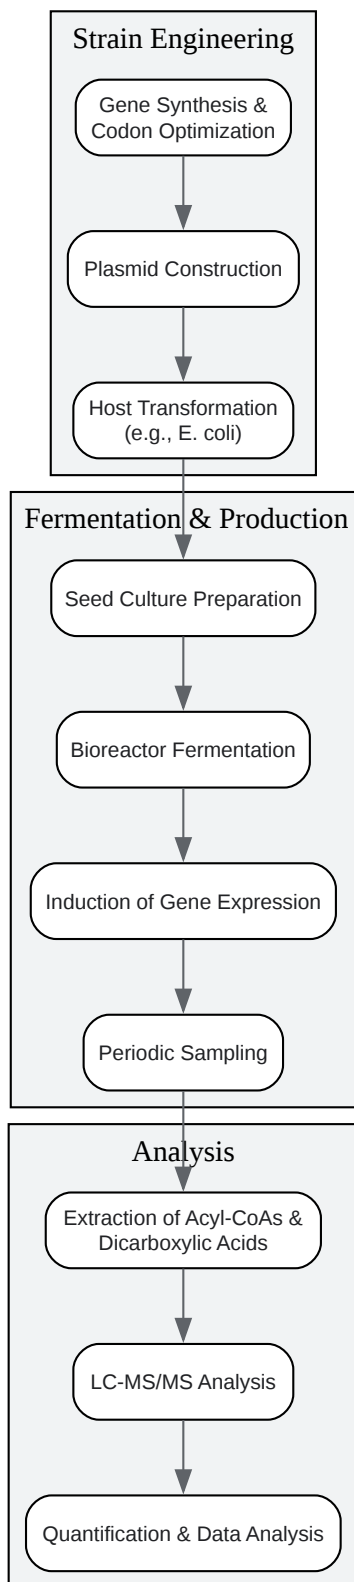 Strain Engineering
Gene Synthesis &
Codon Optimization
Plasmid Construction
Host Transformation
(e.g., E. coli)
Fermentation & Production
Seed Culture Preparation
Bioreactor Fermentation
Induction of Gene Expression
Periodic Sampling
Analysis
Extraction of Acyl-CoAs &
Dicarboxylic Acids
LC-MS/MS Analysis
Quantification & Data Analysis